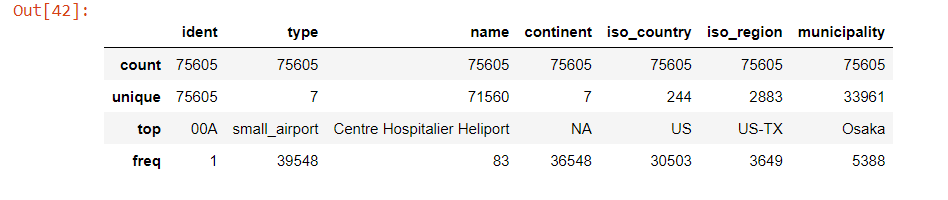 Out[42]:
ident type name continent iso_country iso_region municipality
count 75605 75605 75605 75605 75605 75605 75605
unique 75605 7 71560 7 244 2883 33961
top 00A small_airport Centre Hospitalier Heliport NA US US-TX Osaka
freq 1 39548 83 36548 30503 3649 5388